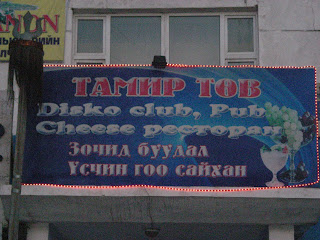 ТАМИР ТОВ
Disko club, Pub
Cheese ресторан
Зочид буудал
Үсчин гоо сайхан